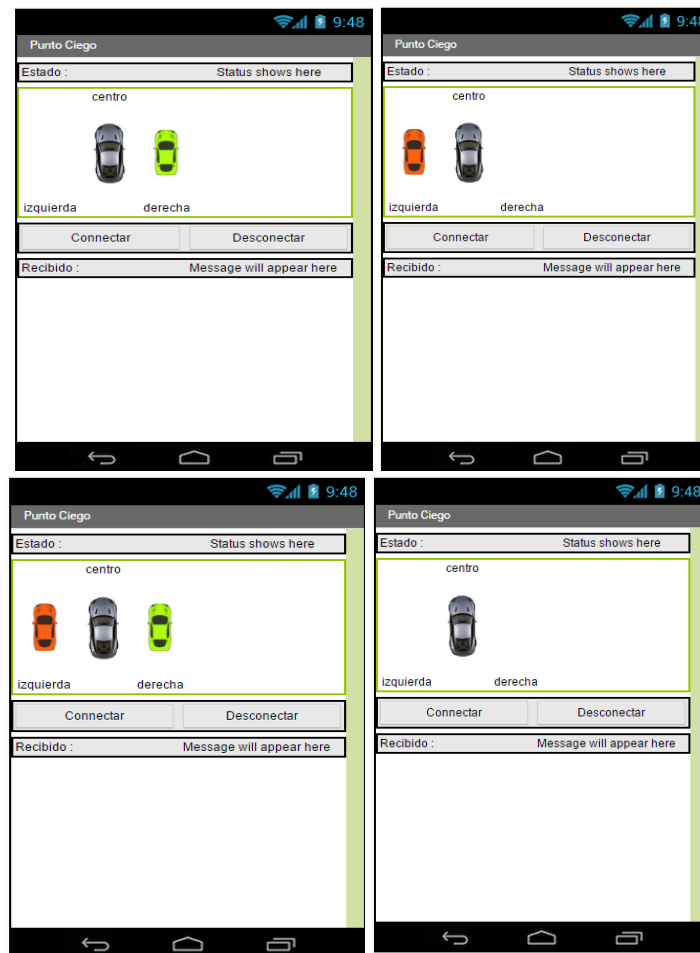 9:48
Punto Ciego
Estado : Status shows here
centro
izquierda derecha
Connectar Desconectar
Recibido : Message will appear here
9:48
Punto Ciego
Estado : Status shows here
centro
izquierda derecha
Connectar Desconectar
Recibido : Message will appear here
9:48
Punto Ciego
Estado : Status shows here
centro
izquierda derecha
Connectar Desconectar
Recibido : Message will appear here
9:48
Punto Ciego
Estado : Status shows here
centro
izquierda derecha
Connectar Desconectar
Recibido : Message will appear here